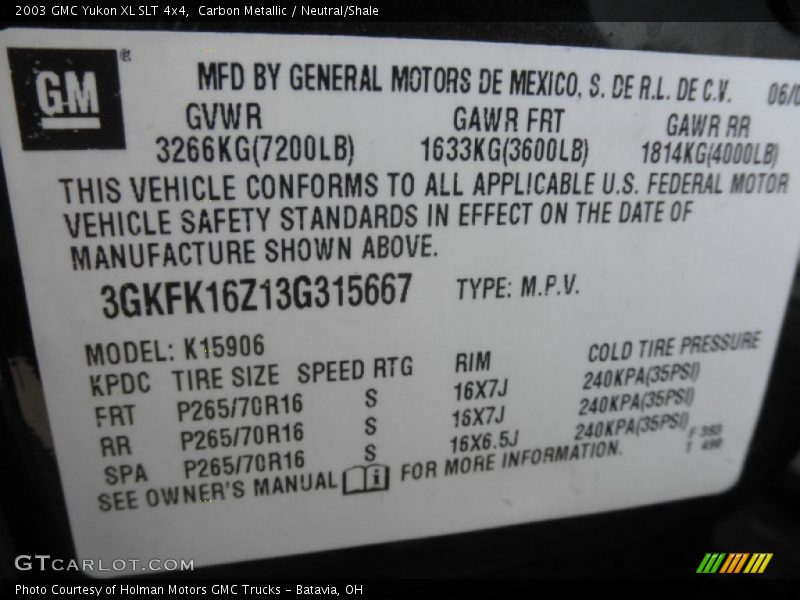 2003 GMC Yukon XL SLT 4x4,  Carbon Metallic / Neutral/Shale
GM®
MFD BY GENERAL MOTORS DE MEXICO, S. DE R.L. DE C.V.
GVWR GAWR FRT GAWR RR
3266KG(7200LB) 1633KG(3600LB) 1814KG(4000LB)
THIS VEHICLE CONFORMS TO ALL APPLICABLE U.S. FEDERAL MOTOR
VEHICLE SAFETY STANDARDS IN EFFECT ON THE DATE OF
MANUFACTURE SHOWN ABOVE.
3GKFK16Z13G315667 TYPE: M.P.V.
MODEL: K15906
KPDC TIRE SIZE SPEED RTG RIM COLD TIRE PRESSURE
FRT P265/70R16 S 16X7J 240KPA(35PSI)
RR P265/70R16 S 16X7J 240KPA(35PSI)
SPA P265/70R16 S 16X6.5J 240KPA(35PSI)
SEE OWNER'S MANUAL FOR MORE INFORMATION.
GTCARLOT.COM
Photo Courtesy of Holman Motors GMC Trucks - Batavia, OH